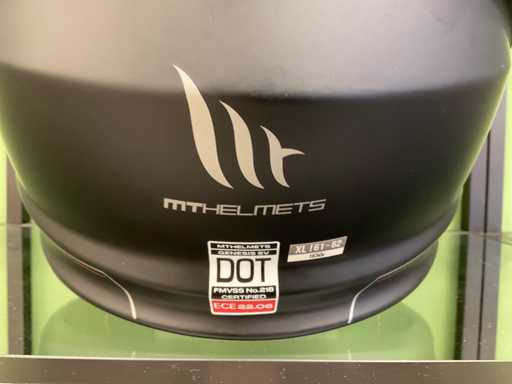 MTHELMETS
MTHELMETS
GENESIS SV
DOT
FMVSS No.218
CERTIFIED
ECE 22.06
XL | 61-62